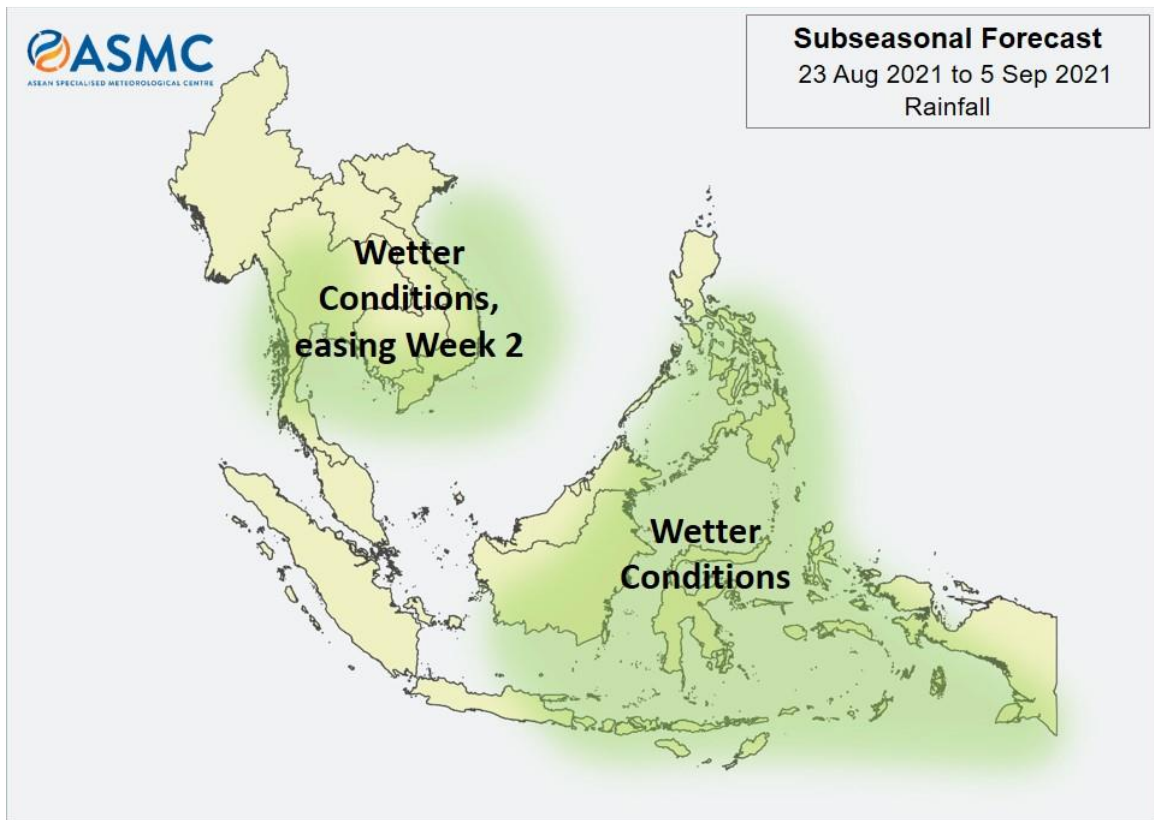 ASMC
ASEAN SPECIALISED METEOROLOGICAL CENTRE
Subseasonal Forecast
23 Aug 2021 to 5 Sep 2021
Rainfall
Wetter
Conditions,
easing Week 2
Wetter
Conditions